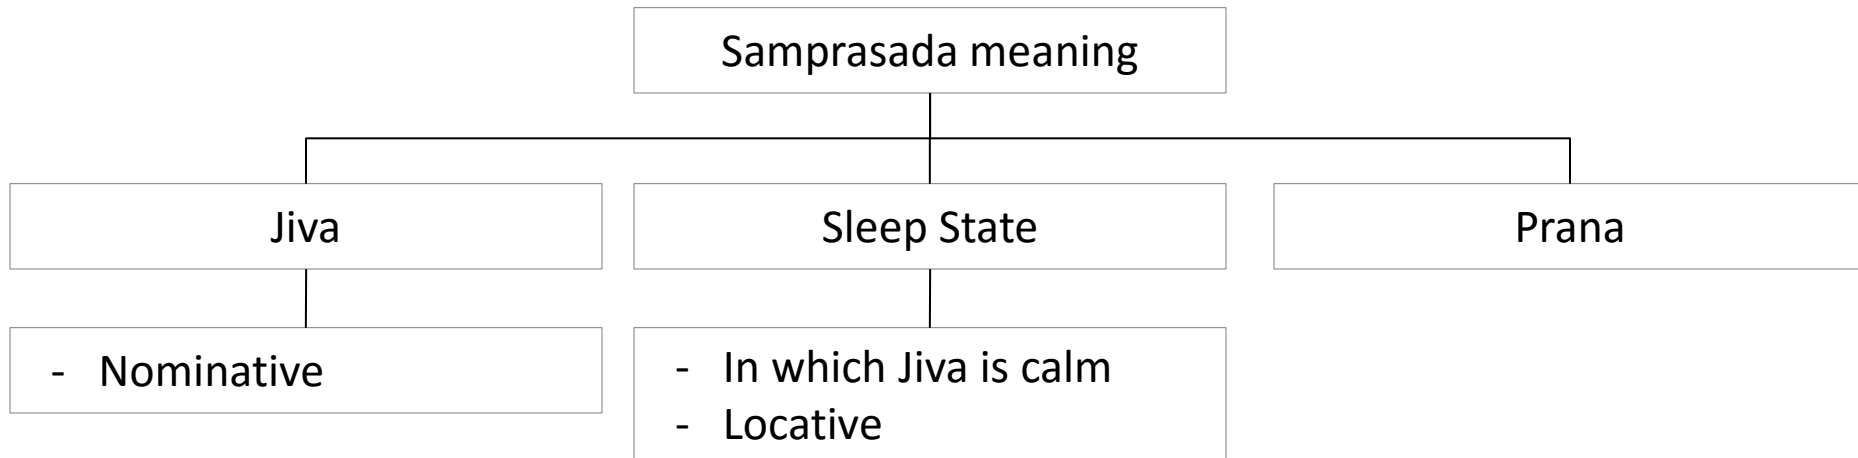 Samprasada meaning
Jiva
Sleep State
Prana
- Nominative
- In which Jiva is calm
- Locative